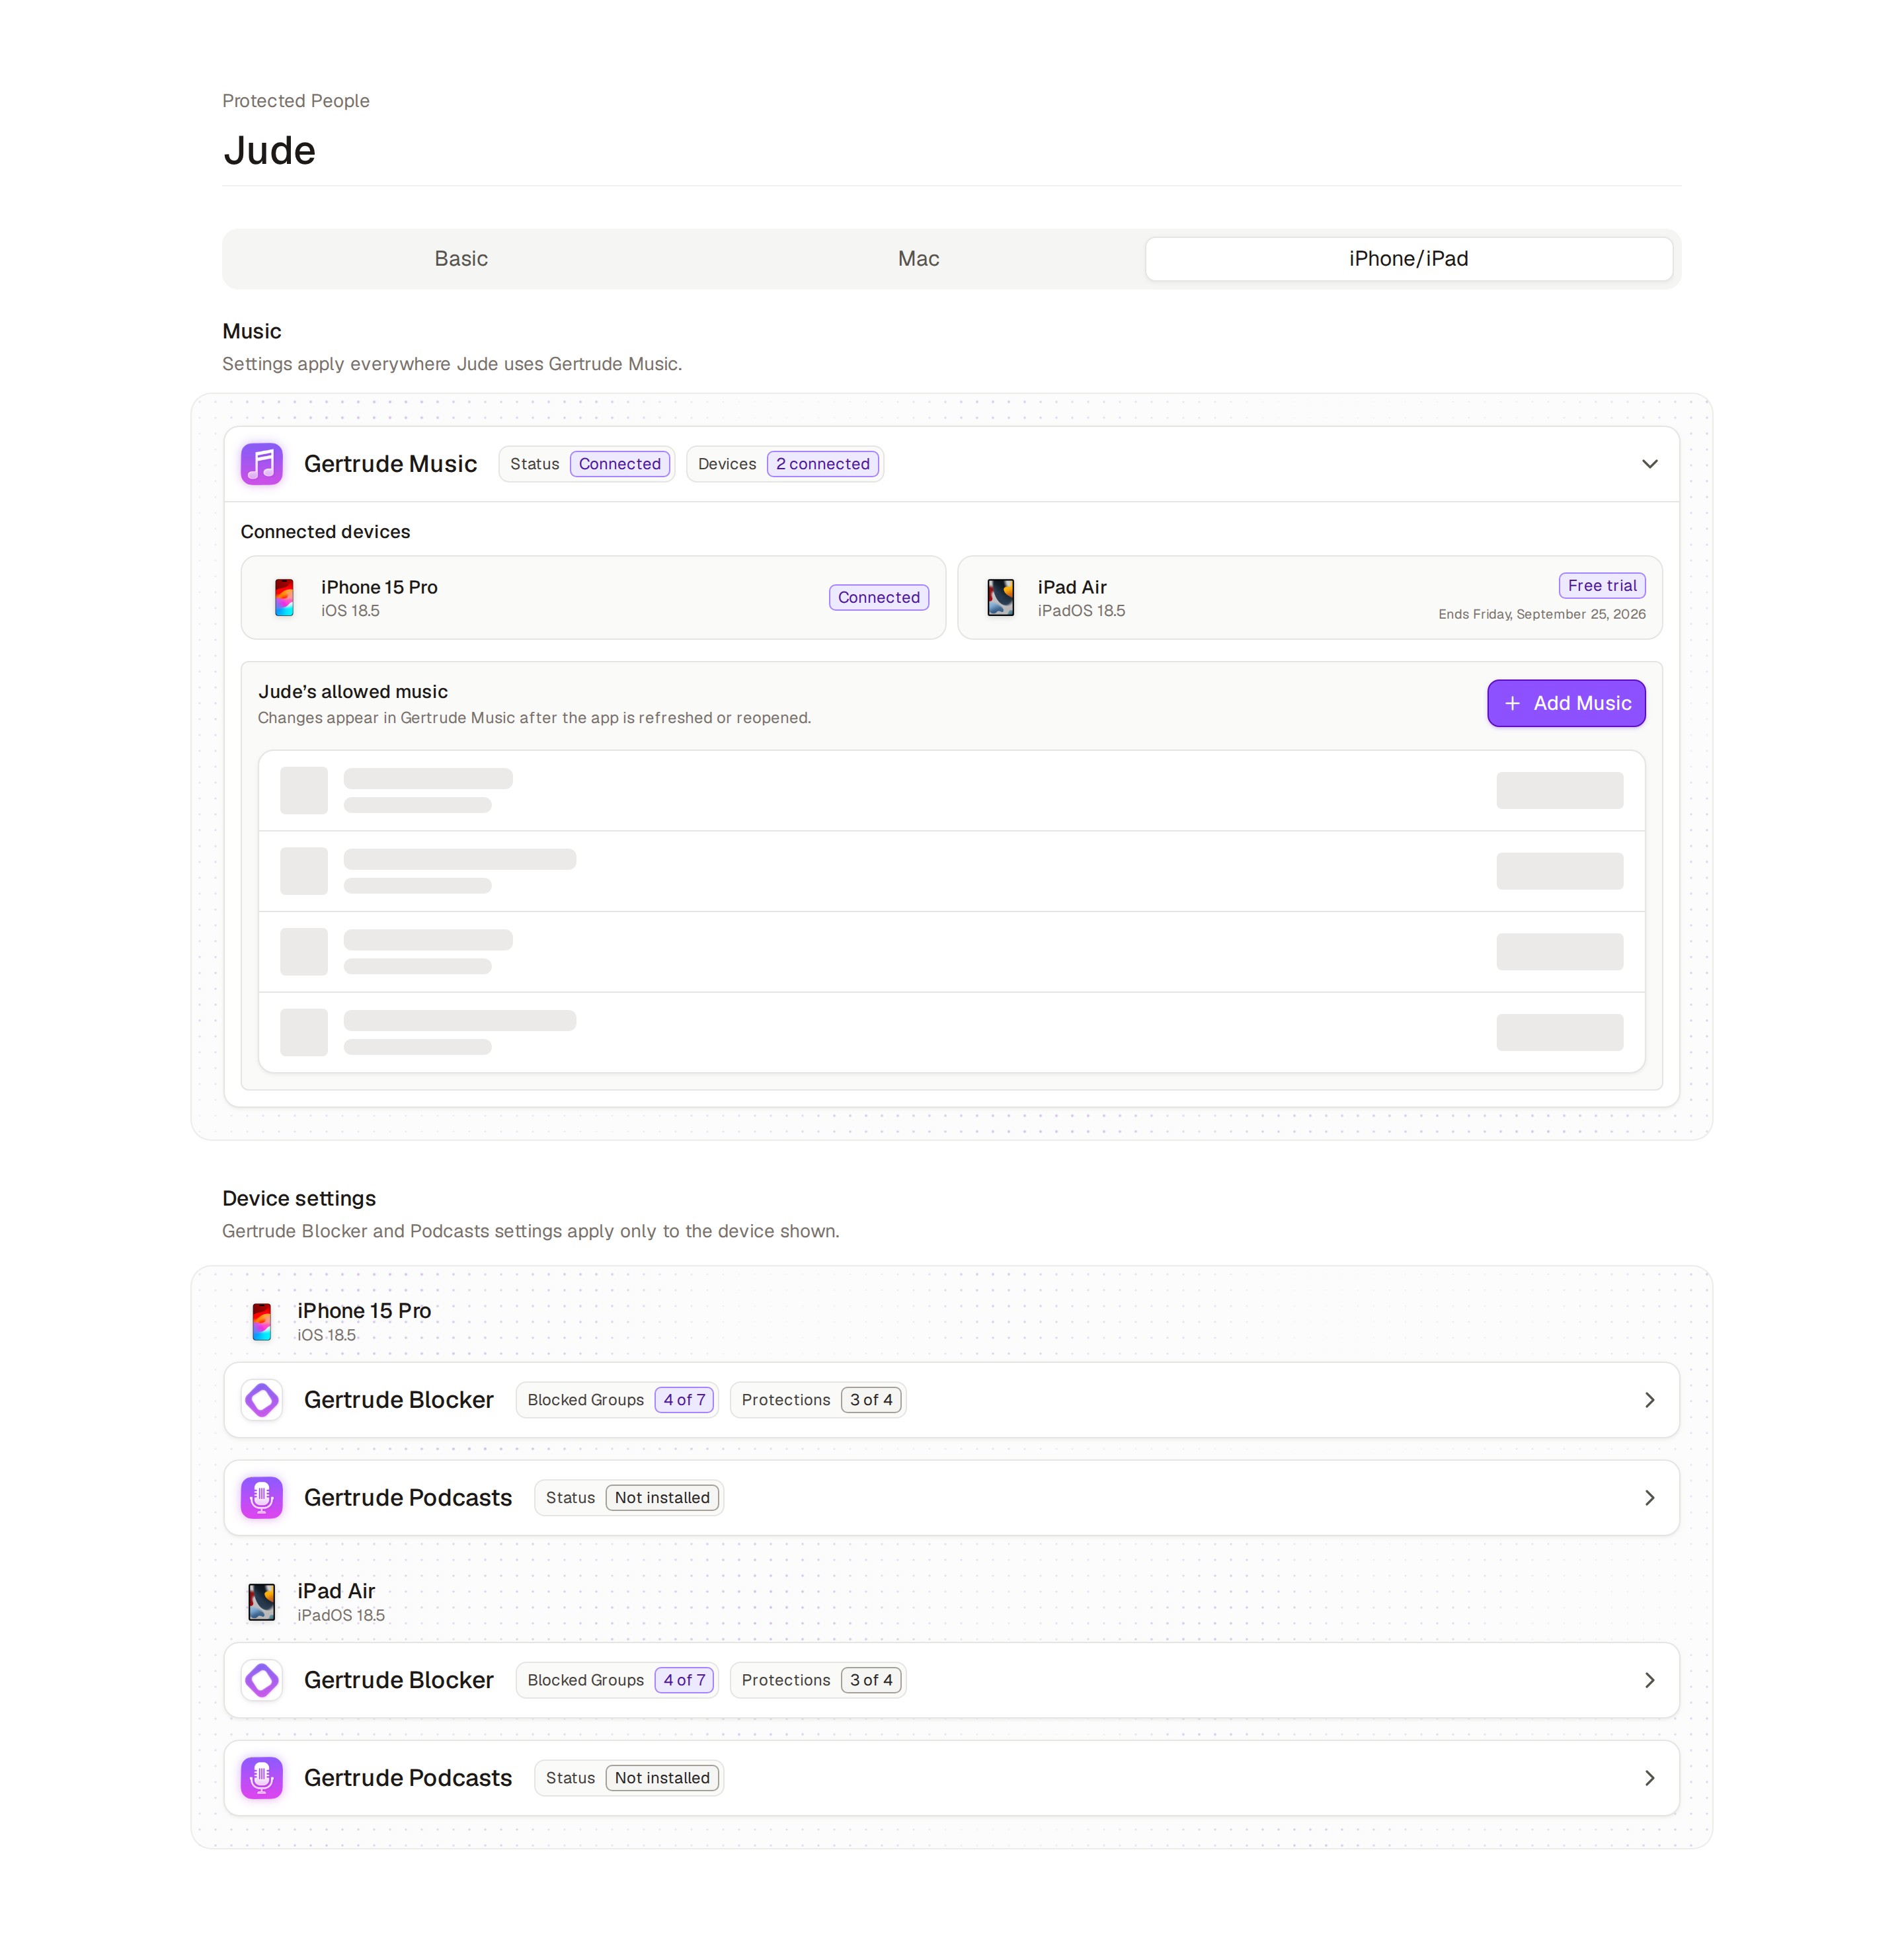 Protected People
Jude
Basic
Mac
iPhone/iPad
Music
Settings apply everywhere Jude uses Gertrude Music.
Gertrude Music
Status
Connected
Devices
2 connected
Connected devices
iPhone 15 Pro
iOS 18.5
Connected
iPad Air
iPadOS 18.5
Free trial
Ends Friday, September 25, 2026
Jude’s allowed music
Changes appear in Gertrude Music after the app is refreshed or reopened.
Add Music
Device settings
Gertrude Blocker and Podcasts settings apply only to the device shown.
iPhone 15 Pro
iOS 18.5
Gertrude Blocker
Blocked Groups
4 of 7
Protections
3 of 4
Gertrude Podcasts
Status
Not installed
iPad Air
iPadOS 18.5
Gertrude Blocker
Blocked Groups
4 of 7
Protections
3 of 4
Gertrude Podcasts
Status
Not installed